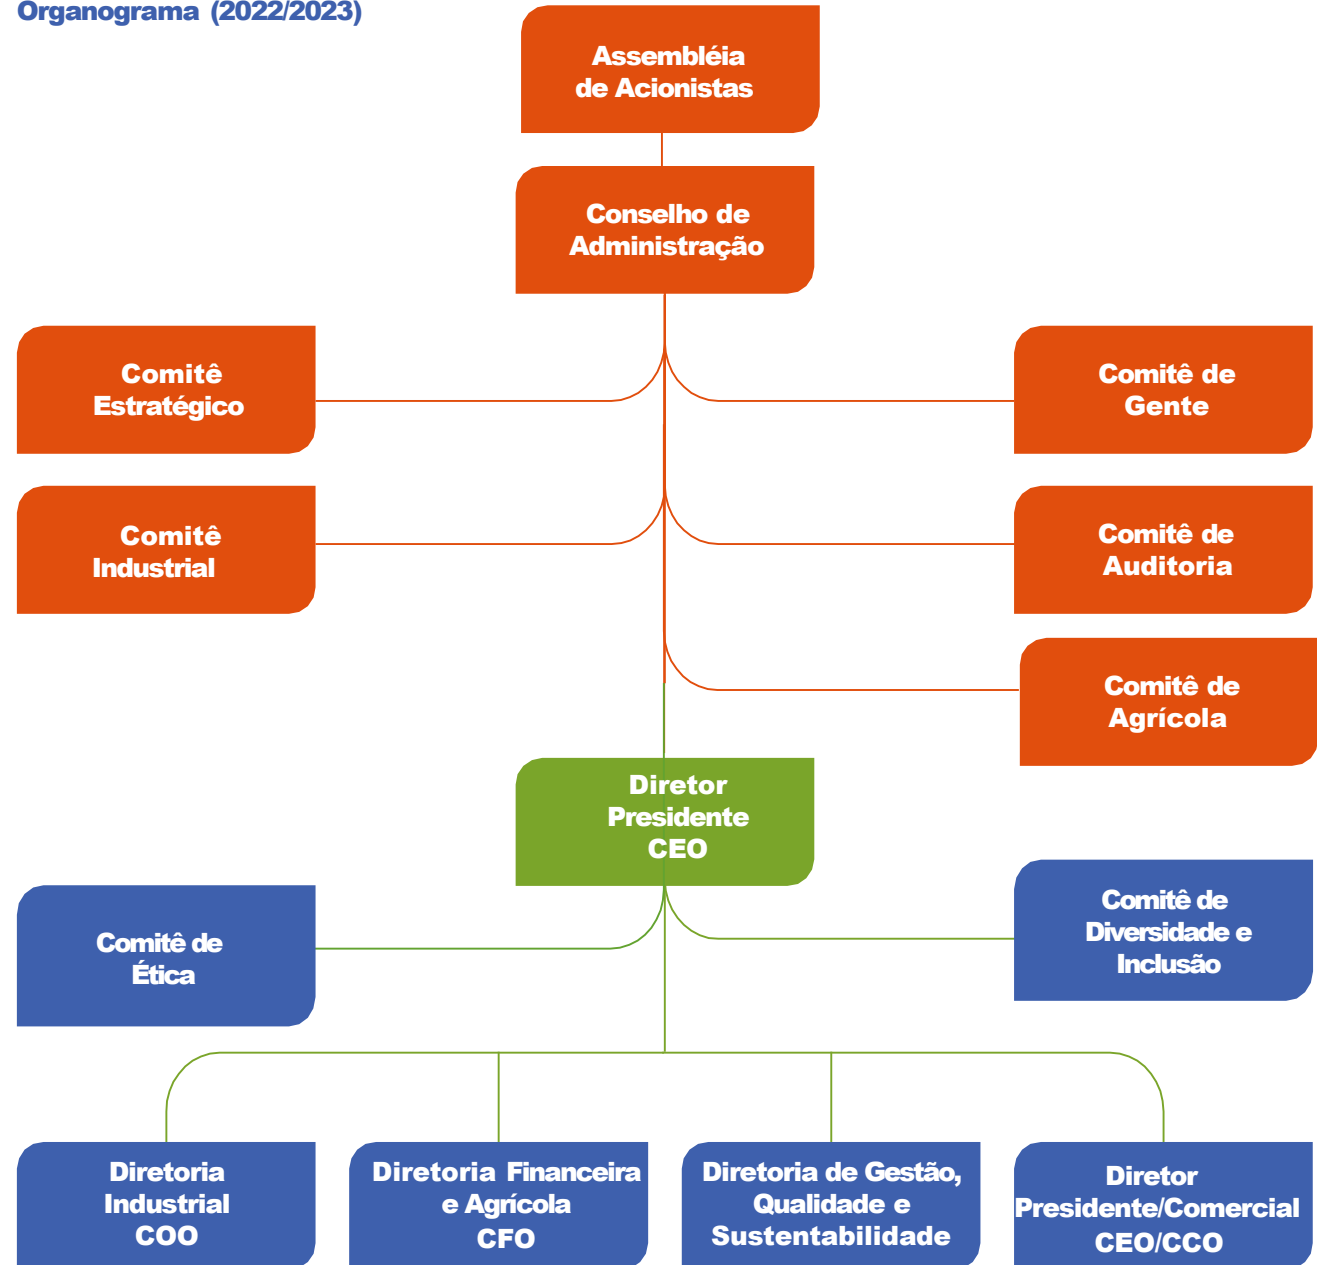 Organograma (2022/2023)
Assembléia
de Acionistas
Conselho de
Administração
Comitê
Estratégico
Comitê de
Gente
Comitê
Industrial
Comitê de
Auditoria
Comitê de
Agrícola
Diretor
Presidente
CEO
Comitê de
Ética
Comitê de
Diversidade e
Inclusão
Diretoria
Industrial
COO
Diretoria Financeira
e Agrícola
CFO
Diretoria de Gestão,
Qualidade e
Sustentabilidade
Diretor
Presidente/Comercial
CEO/CCO